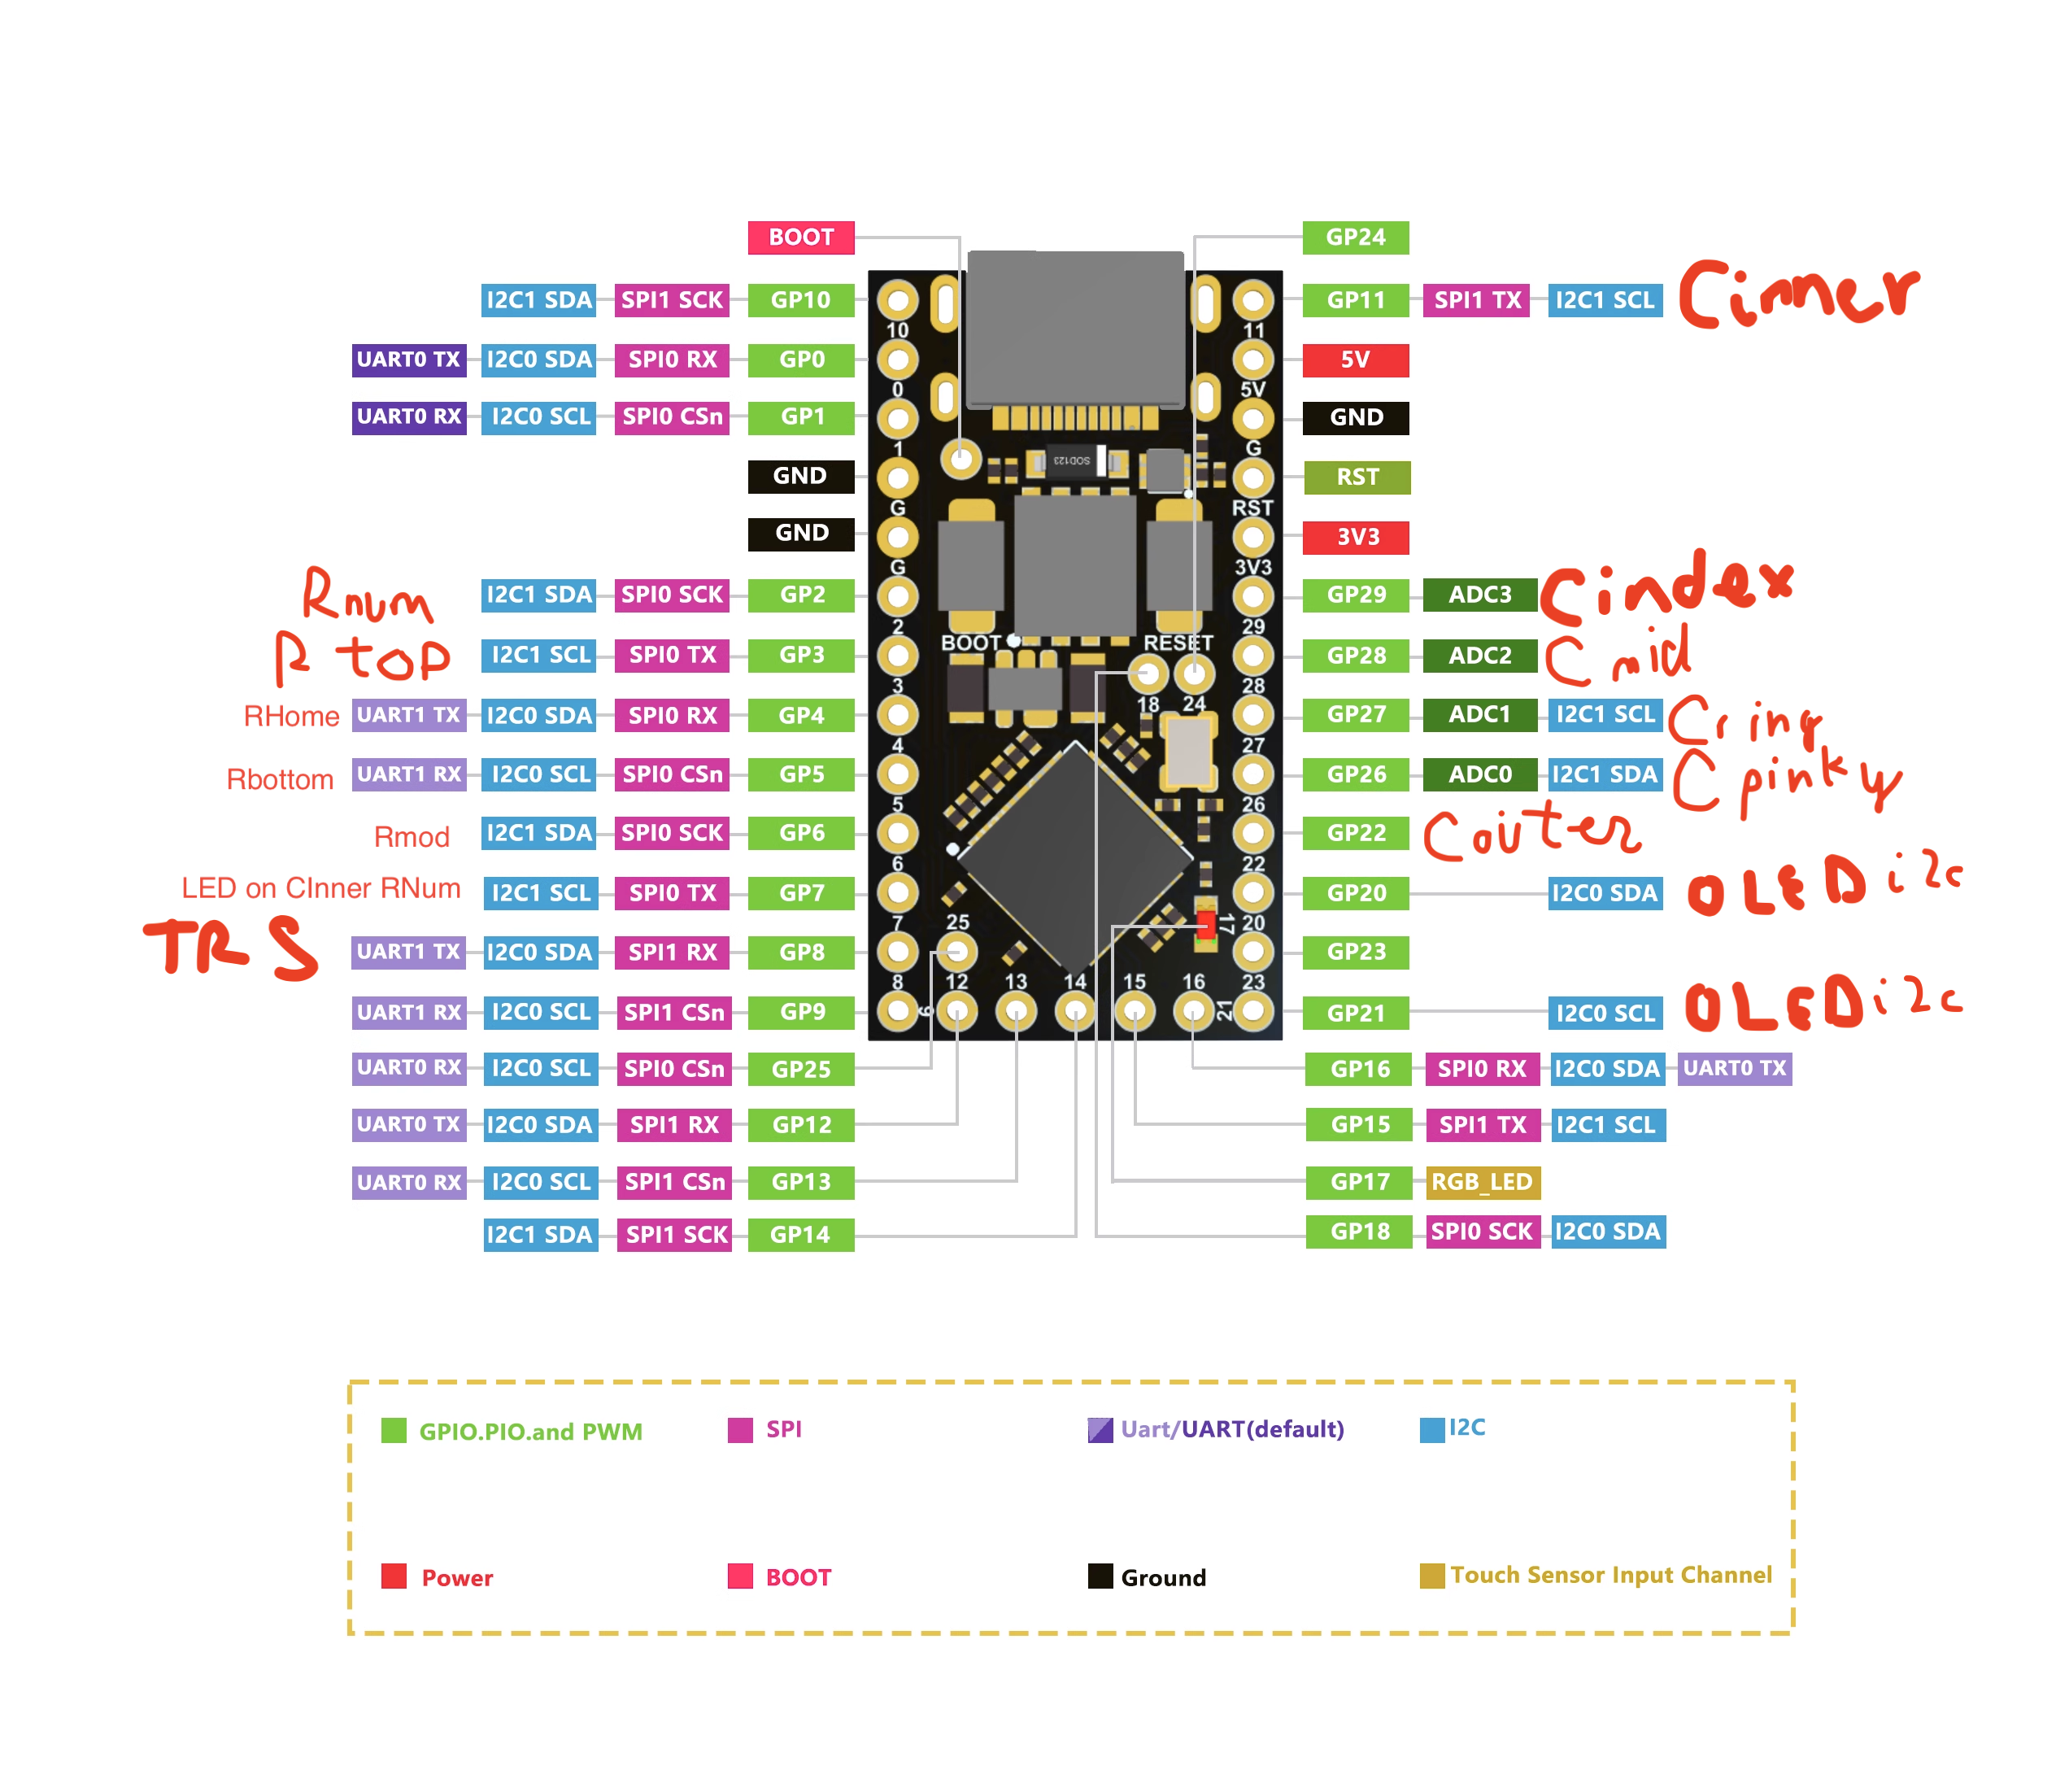 BOOT GP24
I2C1 SDA SPI1 SCK GP10 10 11 GP11 SPI1 TX I2C1 SCL Cinner
UART0 TX I2C0 SDA SPI0 RX GP0 0 5V 5V
UART0 RX I2C0 SCL SPI0 CSn GP1 1 G GND
SOD123
GND G RST RST
GND G 3V3 3V3
Rnum I2C1 SDA SPI0 SCK GP2 2 29 GP29 ADC3 Cindex
BOOT RESET
R top I2C1 SCL SPI0 TX GP3 3 28 GP28 ADC2 Cmid
18 24
RHome UART1 TX I2C0 SDA SPI0 RX GP4 4 27 GP27 ADC1 I2C1 SCL Cring
Rbottom UART1 RX I2C0 SCL SPI0 CSn GP5 5 26 GP26 ADC0 I2C1 SDA Cpinky
Rmod I2C1 SDA SPI0 SCK GP6 6 22 GP22 Couter
LED on CInner RNum I2C1 SCL SPI0 TX GP7 7 20 GP20 I2C0 SDA OLED i2c
25 17
TRS UART1 TX I2C0 SDA SPI1 RX GP8 8 23 GP23
12 13 14 15 16
UART1 RX I2C0 SCL SPI1 CSn GP9 9 21 GP21 I2C0 SCL OLED i2c
UART0 RX I2C0 SCL SPI0 CSn GP25 GP16 SPI0 RX I2C0 SDA UART0 TX
UART0 TX I2C0 SDA SPI1 RX GP12 GP15 SPI1 TX I2C1 SCL
UART0 RX I2C0 SCL SPI1 CSn GP13 GP17 RGB_LED
I2C1 SDA SPI1 SCK GP14 GP18 SPI0 SCK I2C0 SDA
GPIO.PIO.and PWM SPI Uart/UART(default) I2C
Power BOOT Ground Touch Sensor Input Channel